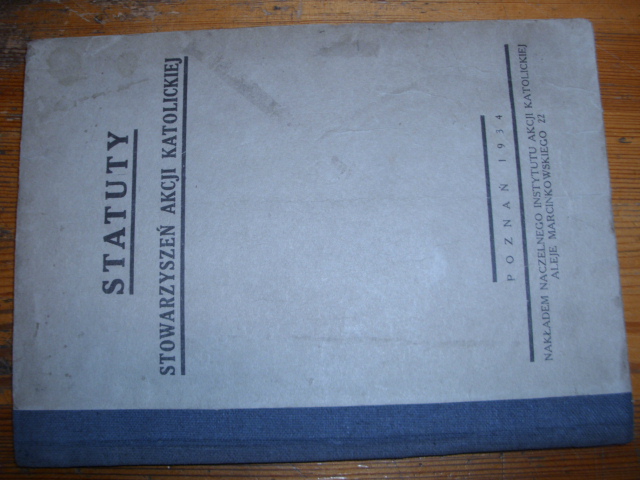 STATUTY
STOWARZYSZEŃ AKCJI KATOLICKIEJ
POZNAŃ 1934
NAKŁADEM NACZELNEGO INSTYTUTU AKCJI KATOLICKIEJ
ALEJE MARCINKOWSKIEGO 22